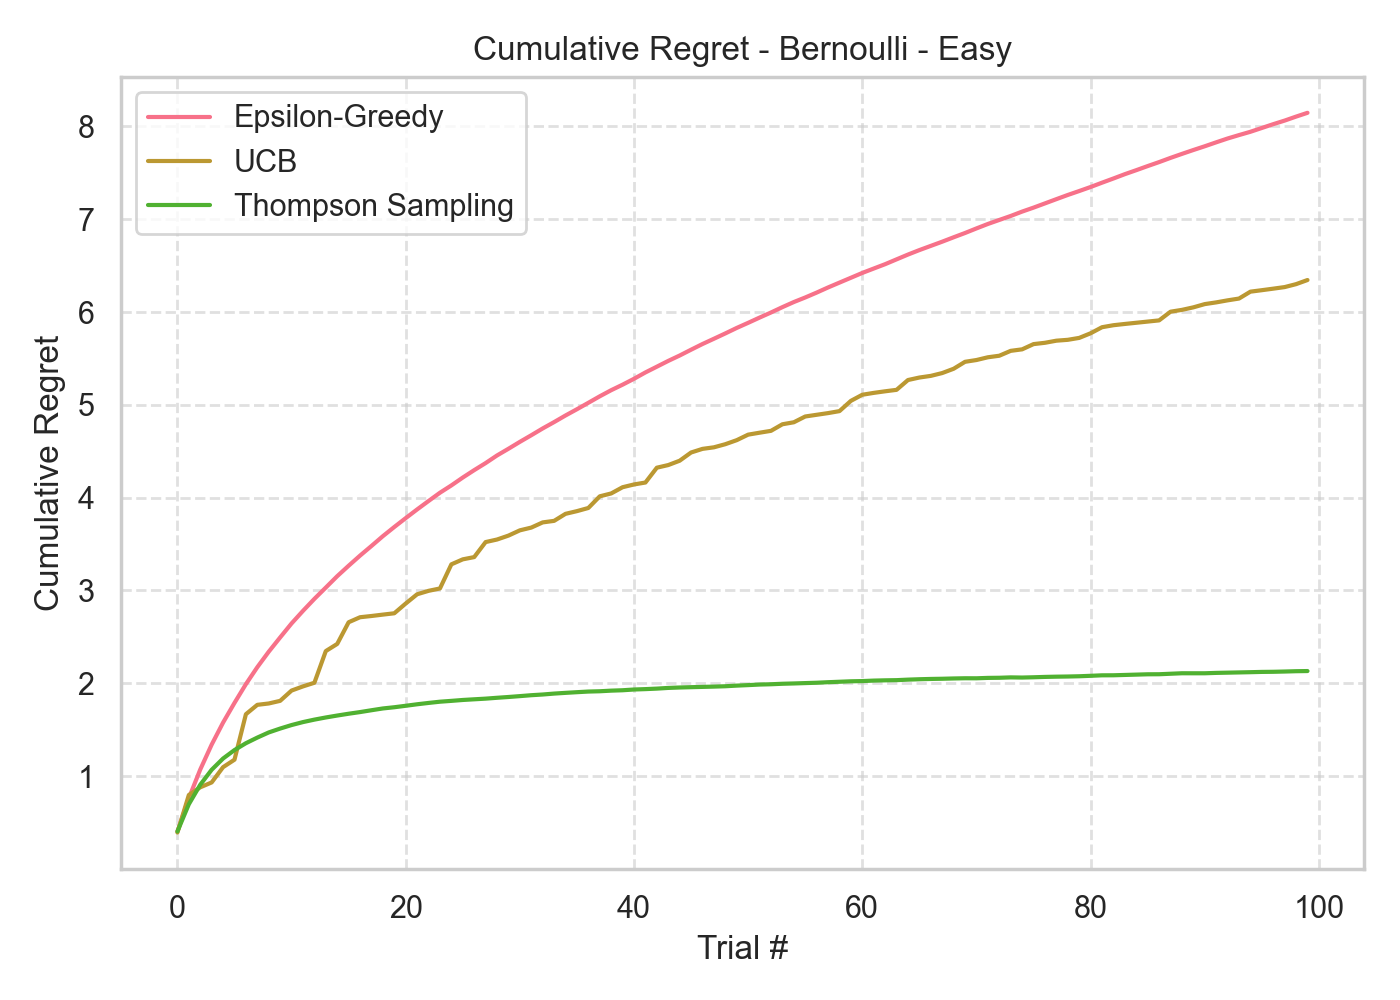 Cumulative Regret - Bernoulli - Easy
Epsilon-Greedy
UCB
Thompson Sampling
8
7
6
5
4
3
2
1
Cumulative Regret
0 20 40 60 80 100
Trial #